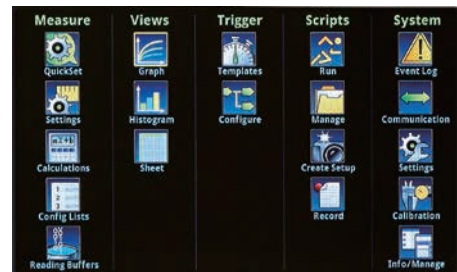 Measure Views Trigger Scripts System
QuickSet Graph Templates Run Event Log
Settings Histogram Configure Manage Communication
Calculations Sheet Create Setup Settings
Config Lists Record Calibration
Reading Buffers Info/Manage